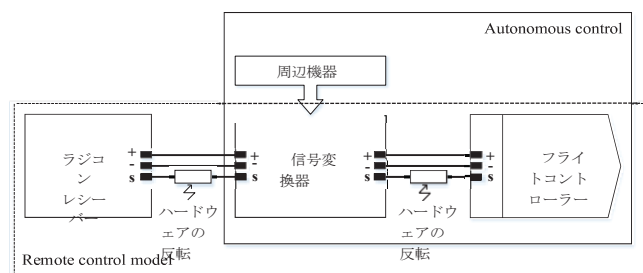 Autonomous control
周辺機器
+
-
s
+
-
s
+
-
s
+
-
s
ラジコ
ン
レシー
バー
信号変
換器
フライ
トコント
ローラー
ハードウ
ェアの
反転
ハードウ
ェアの
反転
Remote control model